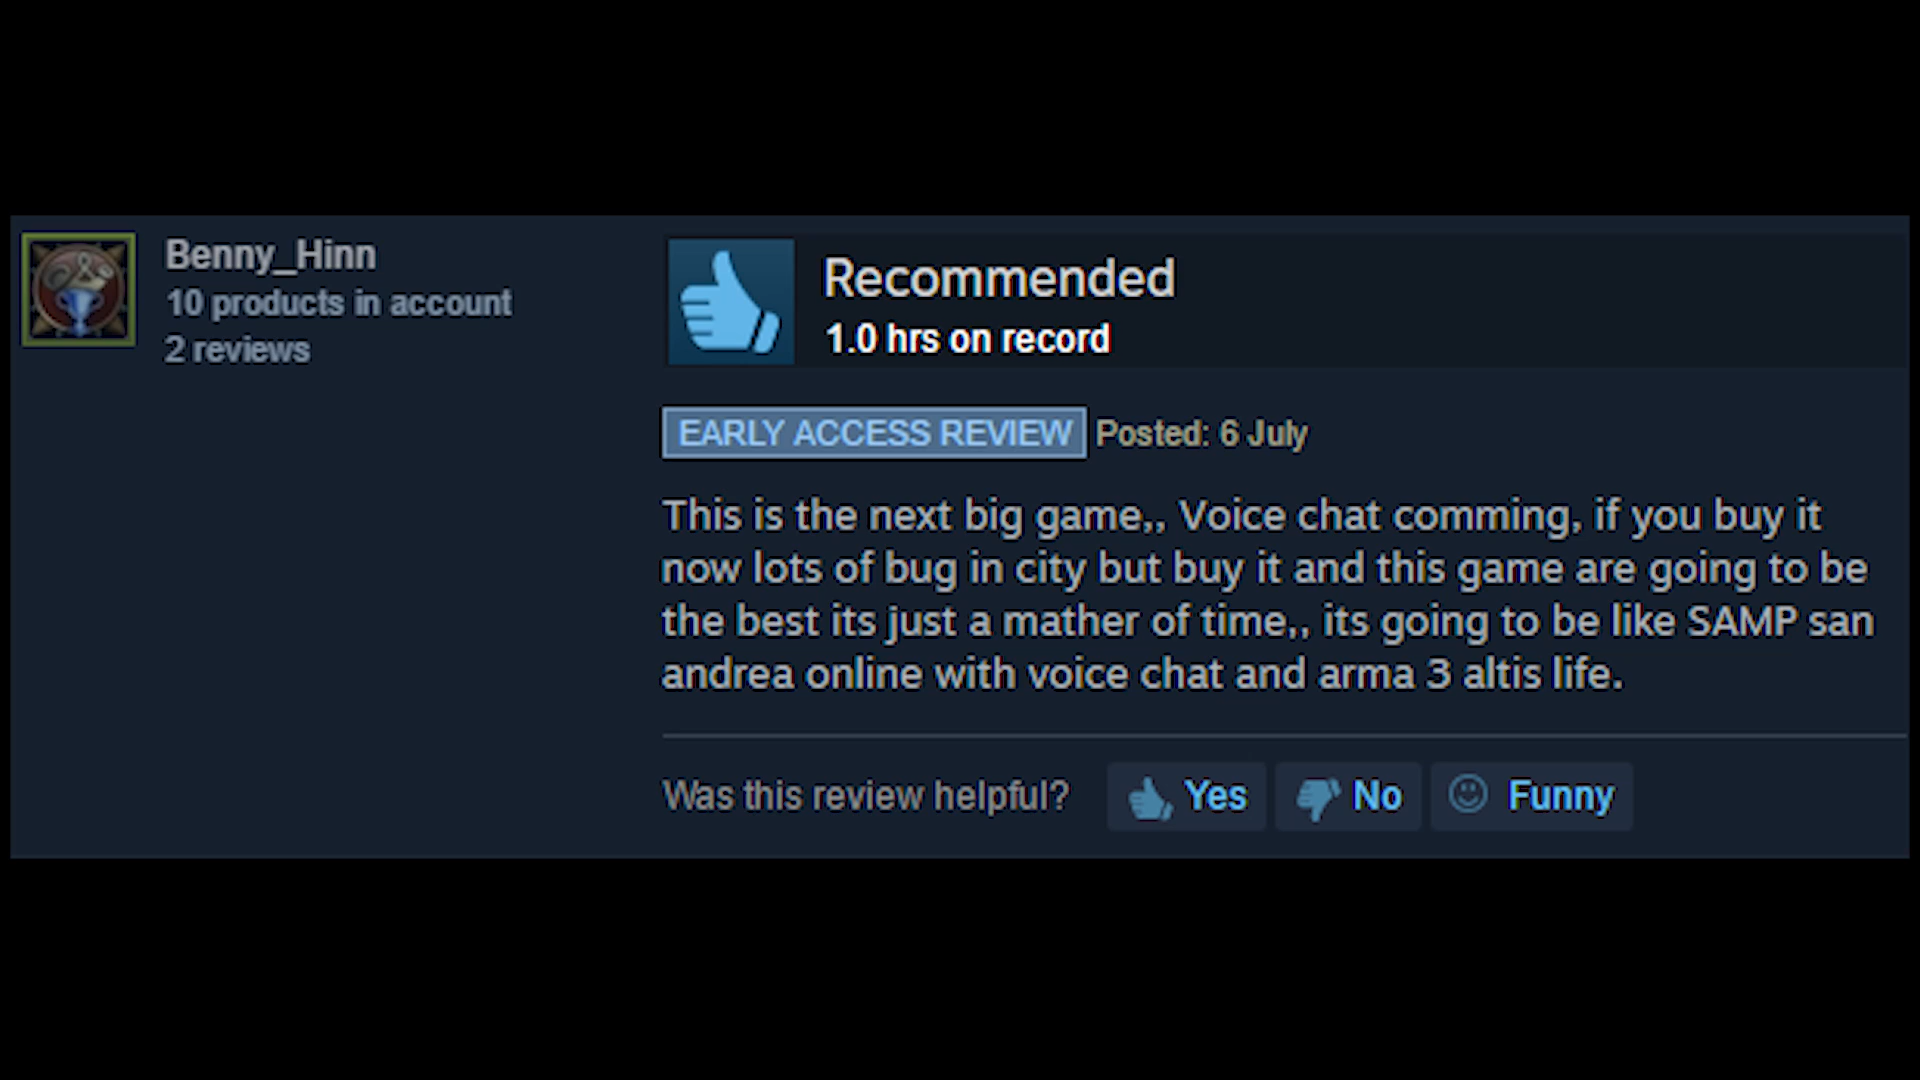 Benny_Hinn
10 products in account
2 reviews
Recommended
1.0 hrs on record
EARLY ACCESS REVIEW Posted: 6 July
This is the next big game,, Voice chat comming, if you buy it
now lots of bug in city but buy it and this game are going to be
the best its just a mather of time,, its going to be like SAMP san
andrea online with voice chat and arma 3 altis life.
Was this review helpful? Yes No Funny